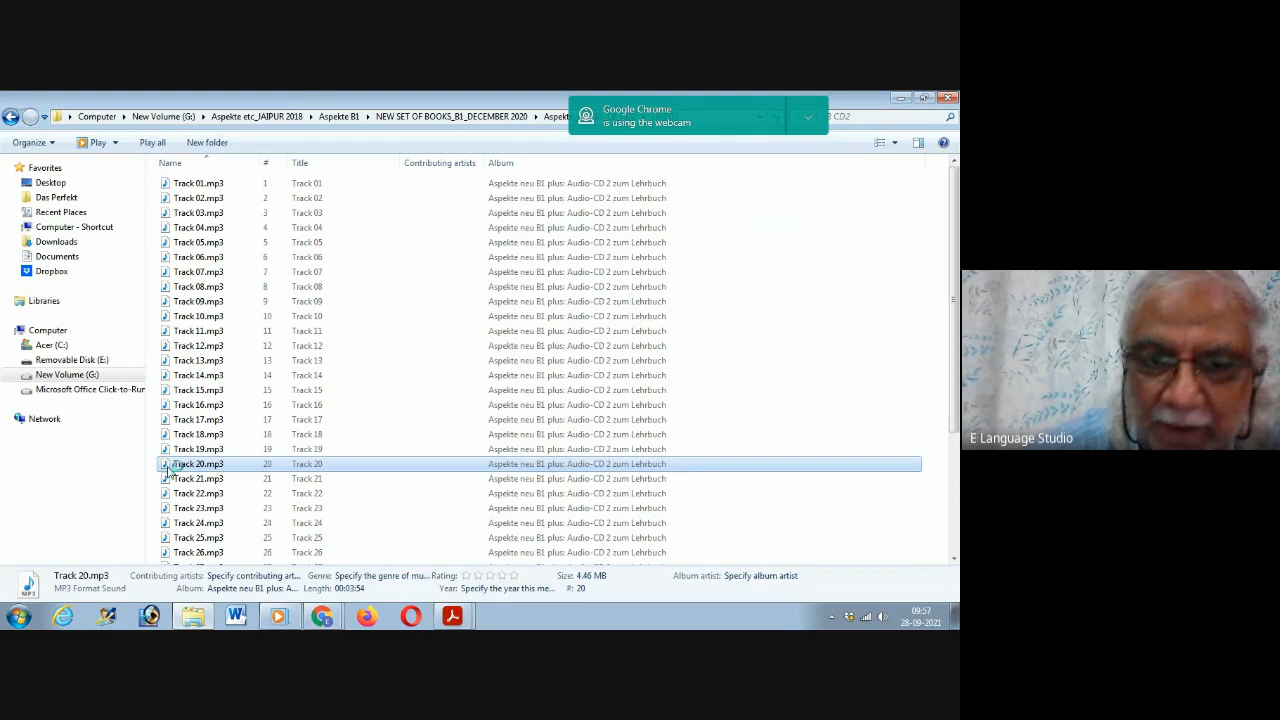 Google Chrome
is using the webcam
Computer New Volume (G:) Aspekte etc_JAIPUR 2018 Aspekte B1 NEW SET OF BOOKS_B1_DECEMBER 2020 CD2
Organize Play Play all New folder
Name # Title Contributing artists Album
Favorites
Desktop
Das Perfekt
Recent Places
Computer - Shortcut
Downloads
Documents
Dropbox
Libraries
Computer
Acer (C:)
Removable Disk (E:)
New Volume (G:)
Microsoft Office Click-to-Run
Network
Track 01.mp3 1 Track 01 Aspekte neu B1 plus: Audio-CD 2 zum Lehrbuch
Track 02.mp3 2 Track 02 Aspekte neu B1 plus: Audio-CD 2 zum Lehrbuch
Track 03.mp3 3 Track 03 Aspekte neu B1 plus: Audio-CD 2 zum Lehrbuch
Track 04.mp3 4 Track 04 Aspekte neu B1 plus: Audio-CD 2 zum Lehrbuch
Track 05.mp3 5 Track 05 Aspekte neu B1 plus: Audio-CD 2 zum Lehrbuch
Track 06.mp3 6 Track 06 Aspekte neu B1 plus: Audio-CD 2 zum Lehrbuch
Track 07.mp3 7 Track 07 Aspekte neu B1 plus: Audio-CD 2 zum Lehrbuch
Track 08.mp3 8 Track 08 Aspekte neu B1 plus: Audio-CD 2 zum Lehrbuch
Track 09.mp3 9 Track 09 Aspekte neu B1 plus: Audio-CD 2 zum Lehrbuch
Track 10.mp3 10 Track 10 Aspekte neu B1 plus: Audio-CD 2 zum Lehrbuch
Track 11.mp3 11 Track 11 Aspekte neu B1 plus: Audio-CD 2 zum Lehrbuch
Track 12.mp3 12 Track 12 Aspekte neu B1 plus: Audio-CD 2 zum Lehrbuch
Track 13.mp3 13 Track 13 Aspekte neu B1 plus: Audio-CD 2 zum Lehrbuch
Track 14.mp3 14 Track 14 Aspekte neu B1 plus: Audio-CD 2 zum Lehrbuch
Track 15.mp3 15 Track 15 Aspekte neu B1 plus: Audio-CD 2 zum Lehrbuch
Track 16.mp3 16 Track 16 Aspekte neu B1 plus: Audio-CD 2 zum Lehrbuch
Track 17.mp3 17 Track 17 Aspekte neu B1 plus: Audio-CD 2 zum Lehrbuch
Track 18.mp3 18 Track 18 Aspekte neu B1 plus: Audio-CD 2 zum Lehrbuch
Track 19.mp3 19 Track 19 Aspekte neu B1 plus: Audio-CD 2 zum Lehrbuch
Track 20.mp3 20 Track 20 Aspekte neu B1 plus: Audio-CD 2 zum Lehrbuch
Track 21.mp3 21 Track 21 Aspekte neu B1 plus: Audio-CD 2 zum Lehrbuch
Track 22.mp3 22 Track 22 Aspekte neu B1 plus: Audio-CD 2 zum Lehrbuch
Track 23.mp3 23 Track 23 Aspekte neu B1 plus: Audio-CD 2 zum Lehrbuch
Track 24.mp3 24 Track 24 Aspekte neu B1 plus: Audio-CD 2 zum Lehrbuch
Track 25.mp3 25 Track 25 Aspekte neu B1 plus: Audio-CD 2 zum Lehrbuch
Track 26.mp3 26 Track 26 Aspekte neu B1 plus: Audio-CD 2 zum Lehrbuch
Track 20.mp3 Contributing artists: Specify contributing art... Genre: Specify the genre of mu... Rating: Size: 4.46 MB Album artist: Specify album artist
MP3 Format Sound Album: Aspekte neu B1 plus: A... Length: 00:03:54 Year: Specify the year this me... #: 20
09:57
28-09-2021
E Language Studio